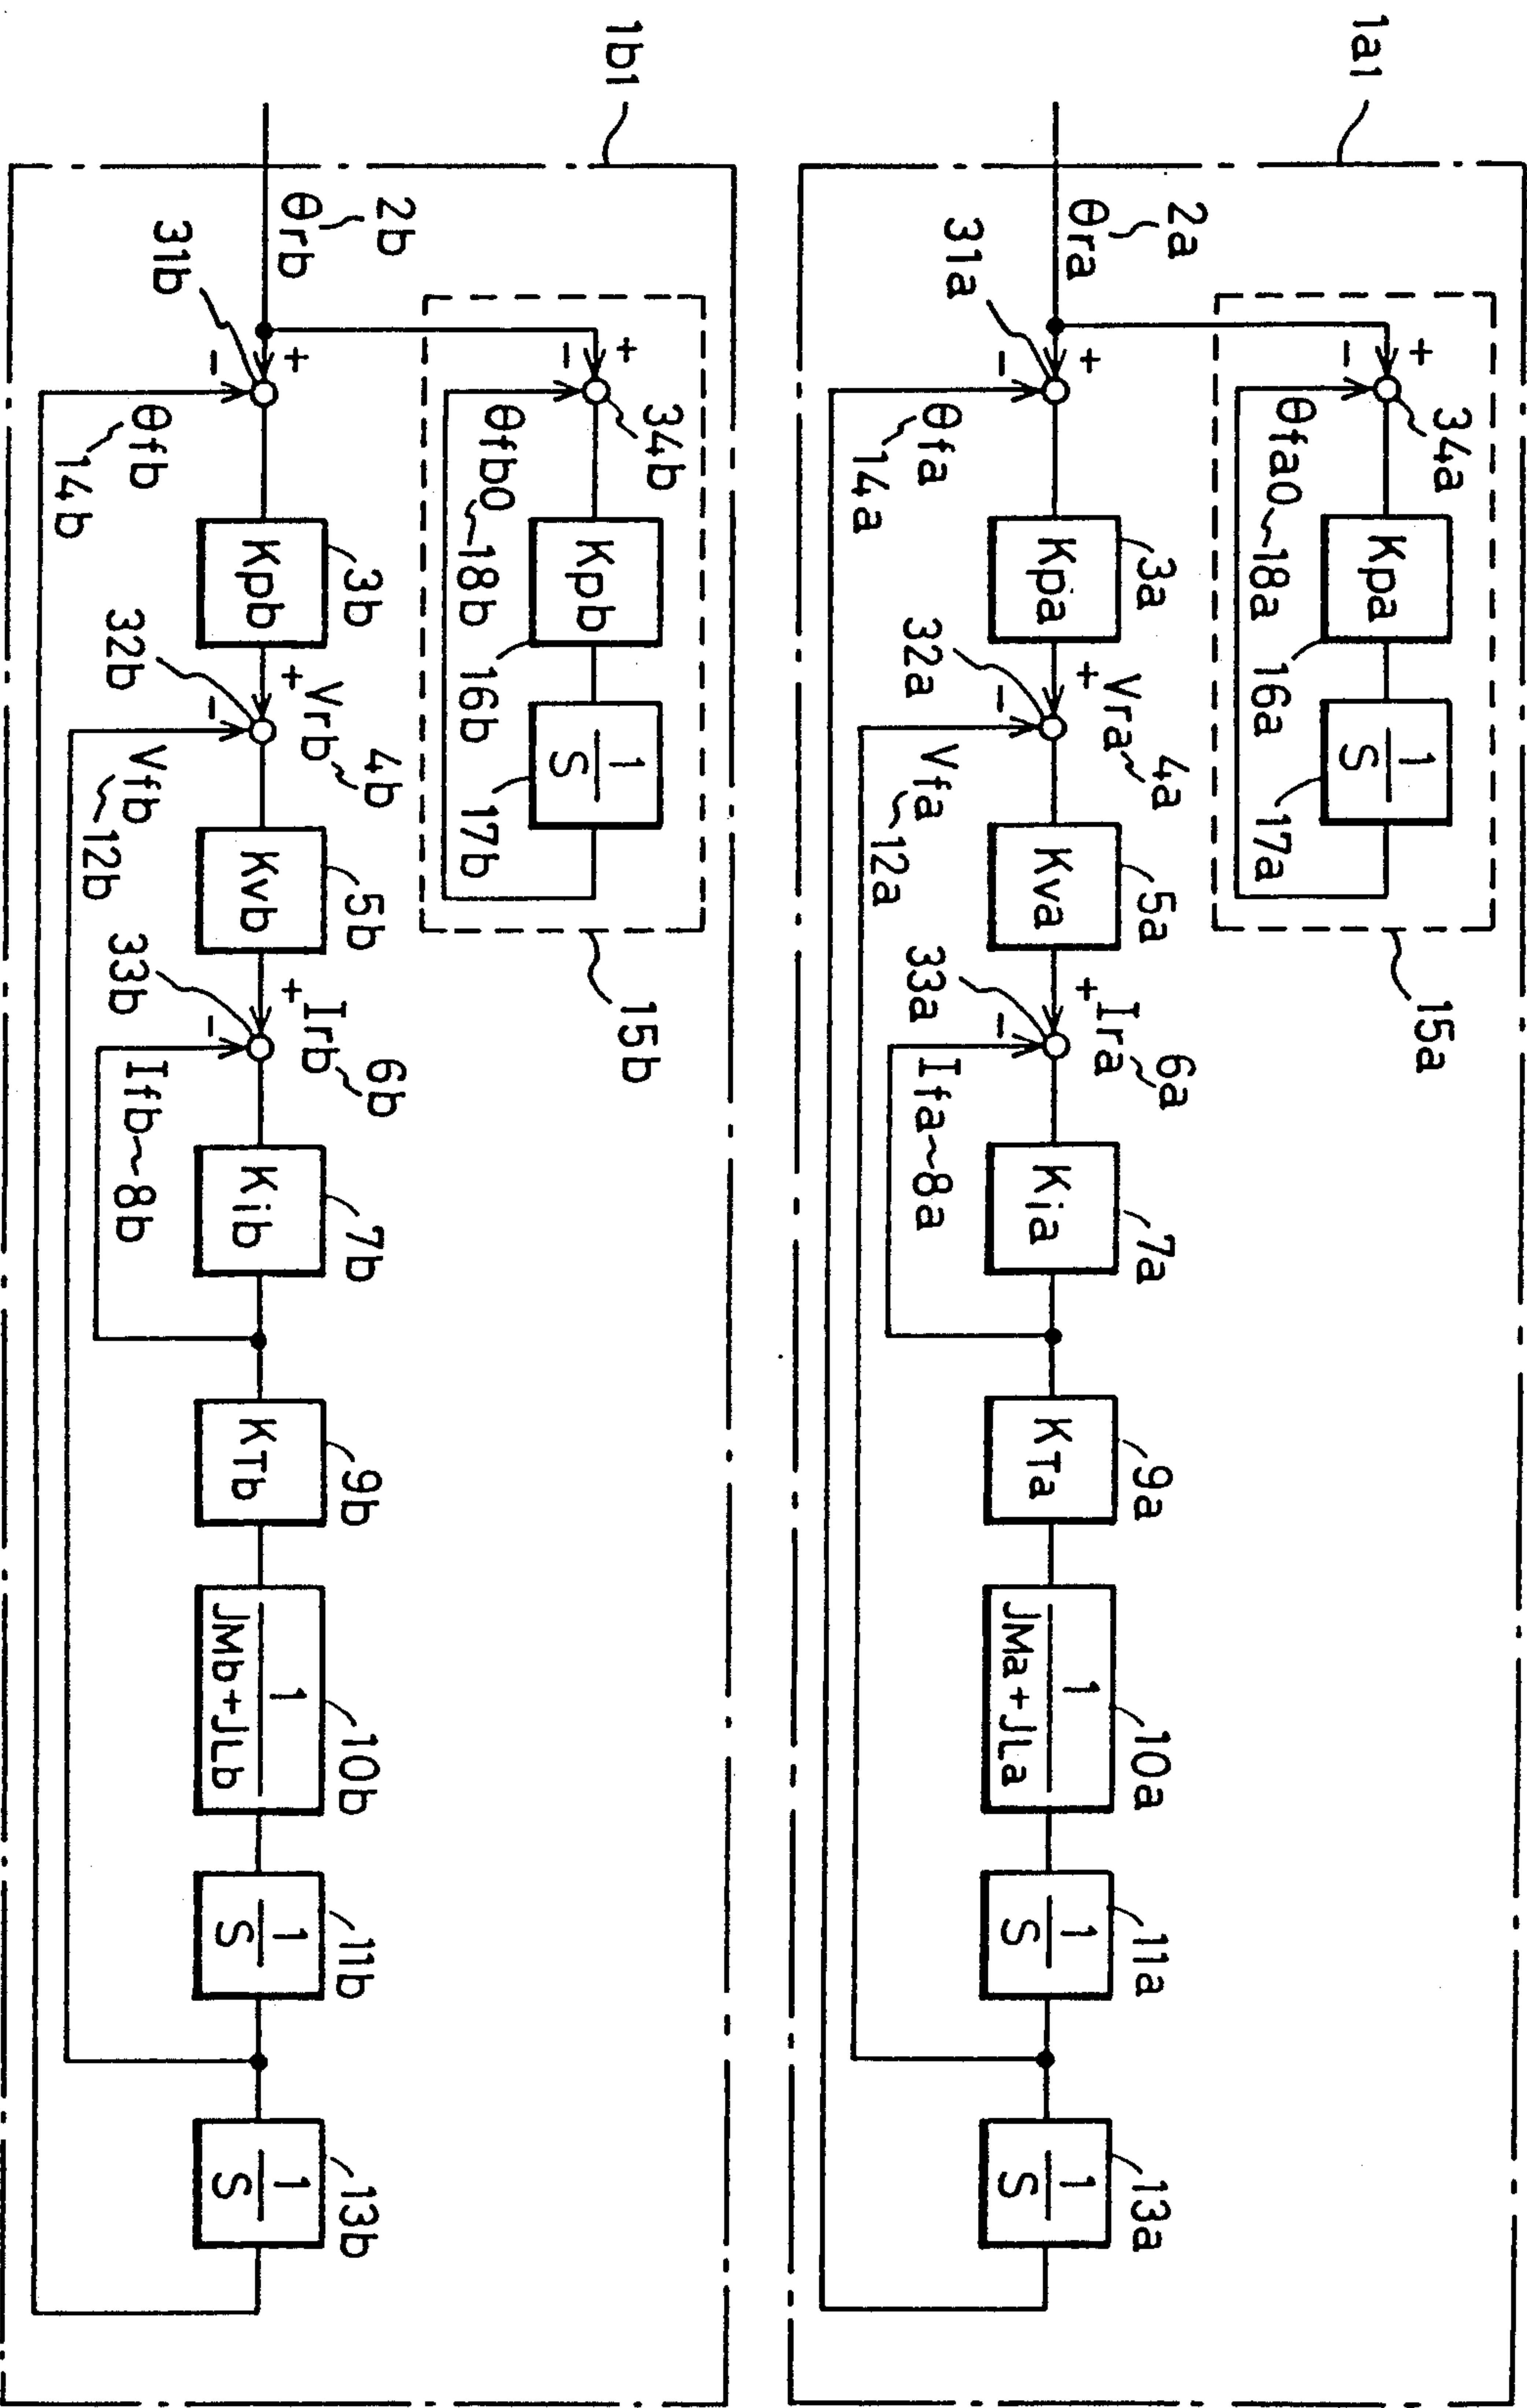 1a1
15a
34a
+
−
Kpa
16a
1/S
17a
θfa0~18a
2a
θra
31a
+
−
θfa
14a
3a
Kpa
+
Vra
4a
32a
−
Vfa
12a
5a
Kva
+
Ira
6a
33a
−
Ifa~8a
7a
Kia
9a
KTa
10a
1/JMa+JLa
11a
1/S
13a
1/S
1b1
15b
34b
+
−
Kpb
16b
1/S
17b
θfb0~18b
2b
θrb
31b
+
−
θfb
14b
3b
Kpb
+
Vrb
4b
32b
−
Vfb
12b
5b
Kvb
+
Irb
6b
33b
−
Ifb~8b
7b
Kib
9b
KTb
10b
1/JMb+JLb
11b
1/S
13b
1/S